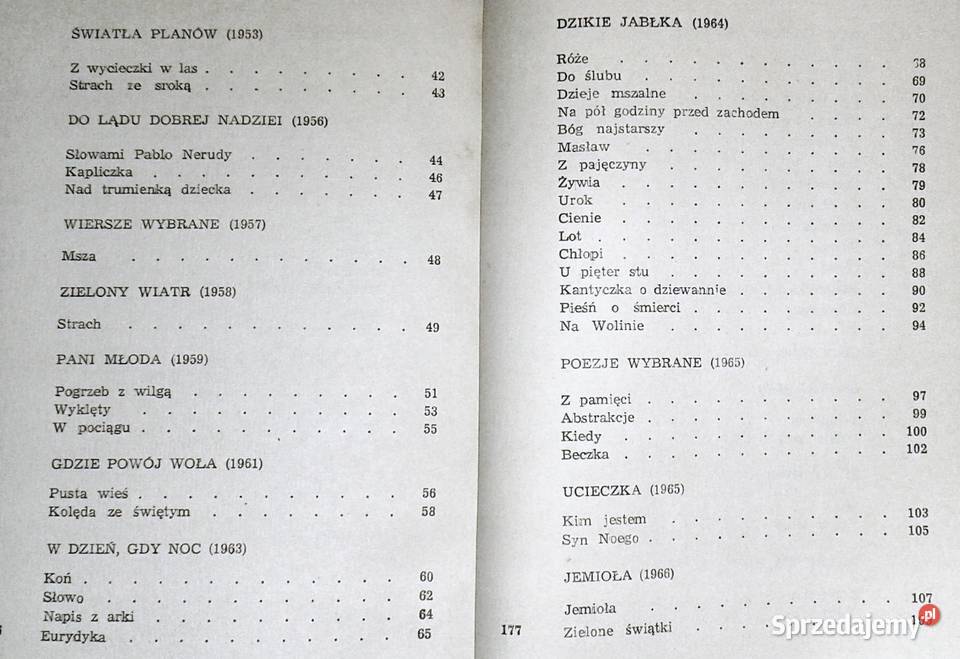 ŚWIATŁA PLANÓW (1953)
Z wycieczki w las . . . . . . . . . 42
Strach ze sroką . . . . . . . . . 43
DO LĄDU DOBREJ NADZIEI (1956)
Słowami Pablo Nerudy . . . . . . . 44
Kapliczka . . . . . . . . . . . 46
Nad trumienką dziecka . . . . . . . 47
WIERSZE WYBRANE (1957)
Msza . . . . . . . . . . . . 48
ZIELONY WIATR (1958)
Strach . . . . . . . . . . . . 49
PANI MŁODA (1959)
Pogrzeb z wilgą . . . . . . . . . 51
Wyklęty . . . . . . . . . . . 53
W pociągu . . . . . . . . . . . 55
GDZIE POWÓJ WOŁA (1961)
Pusta wieś . . . . . . . . . . . 56
Kolęda ze świętym . . . . . . . . 58
W DZIEŃ, GDY NOC (1963)
Koń . . . . . . . . . . . . . 60
Słowo . . . . . . . . . . . . 62
Napis z arki . . . . . . . . . . 64
Eurydyka . . . . . . . . . . . 65
DZIKIE JABŁKA (1964)
Róże . . . . . . . . . . . 68
Do ślubu . . . . . . . . . . . 69
Dzieje mszalne . . . . . . . . . 70
Na pół godziny przed zachodem . . . . 72
Bóg najstarszy . . . . . . . . . 73
Masław . . . . . . . . . . . 76
Z pajęczyny . . . . . . . . . . 78
Żywia . . . . . . . . . . . . 79
Urok . . . . . . . . . . . . 80
Cienie . . . . . . . . . . . . 82
Lot . . . . . . . . . . . . . 84
Chłopi . . . . . . . . . . . . 86
U pięter stu . . . . . . . . . . 88
Kantyczka o dziewannie . . . . . . . 90
Pieśń o śmierci . . . . . . . . . 92
Na Wolinie . . . . . . . . . . 94
POEZJE WYBRANE (1965)
Z pamięci . . . . . . . . . . . 97
Abstrakcje . . . . . . . . . . . 99
Kiedy . . . . . . . . . . . . 100
Beczka . . . . . . . . . . . . 102
UCIECZKA (1965)
Kim jestem . . . . . . . . . . 103
Syn Noego . . . . . . . . . . . 105
JEMIOŁA (1966)
Jemioła . . . . . . . . . . . 107
Zielone świątki . . . . . . . . .
177
Sprzedajemy .pl